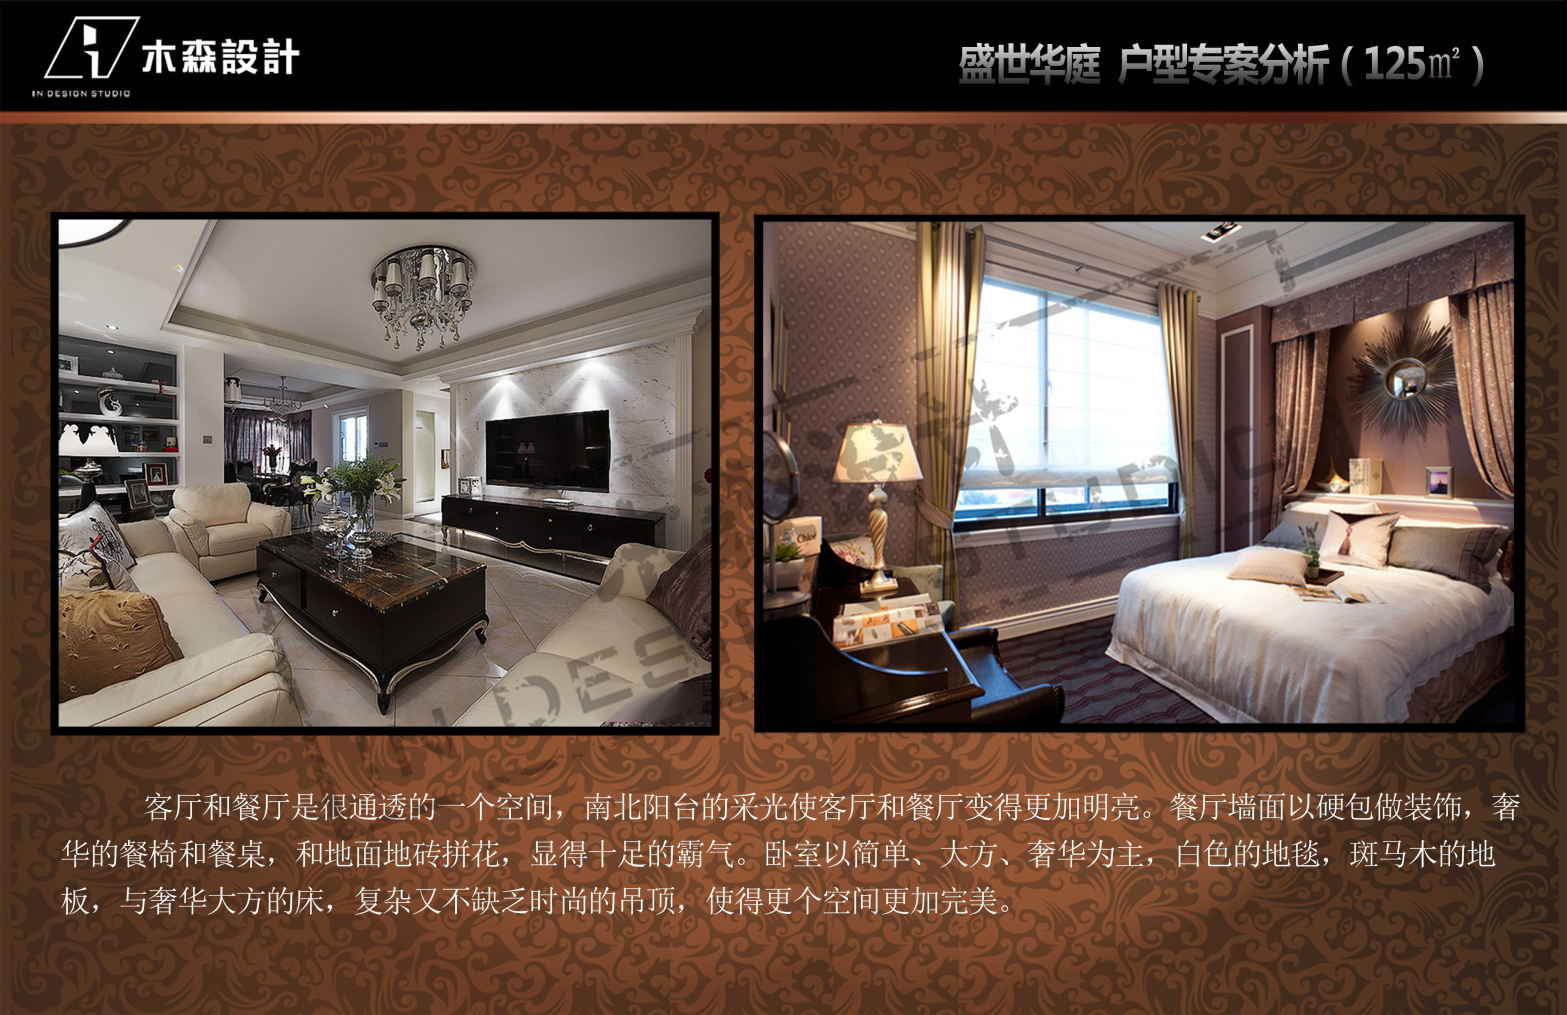 木森設計
IN DESIGN STUDIO
盛世华庭 户型专案分析（125㎡）
客厅和餐厅是很通透的一个空间，南北阳台的采光使客厅和餐厅变得更加明亮。餐厅墙面以硬包做装饰，奢
华的餐椅和餐桌，和地面地砖拼花，显得十足的霸气。卧室以简单、大方、奢华为主，白色的地毯，斑马木的地
板，与奢华大方的床，复杂又不缺乏时尚的吊顶，使得更个空间更加完美。
IN DESIGN STUDIO